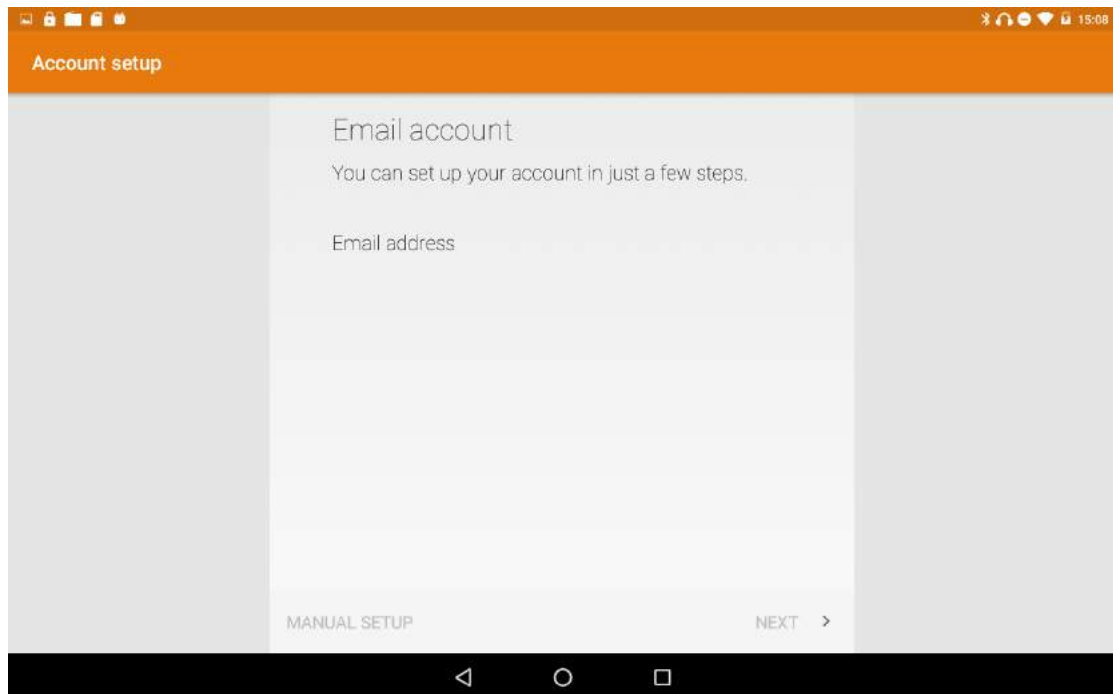 15:08
Account setup
Email account
You can set up your account in just a few steps.
Email address
MANUAL SETUP
NEXT